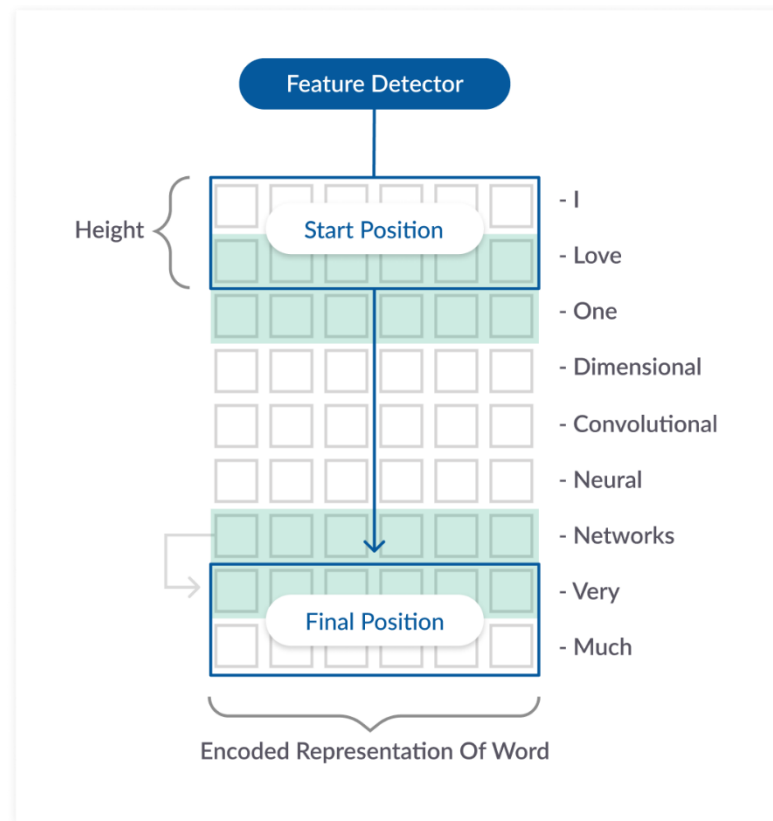 Feature Detector
Height
Start Position
- I
- Love
- One
- Dimensional
- Convolutional
- Neural
- Networks
- Very
Final Position
- Much
Encoded Representation Of Word